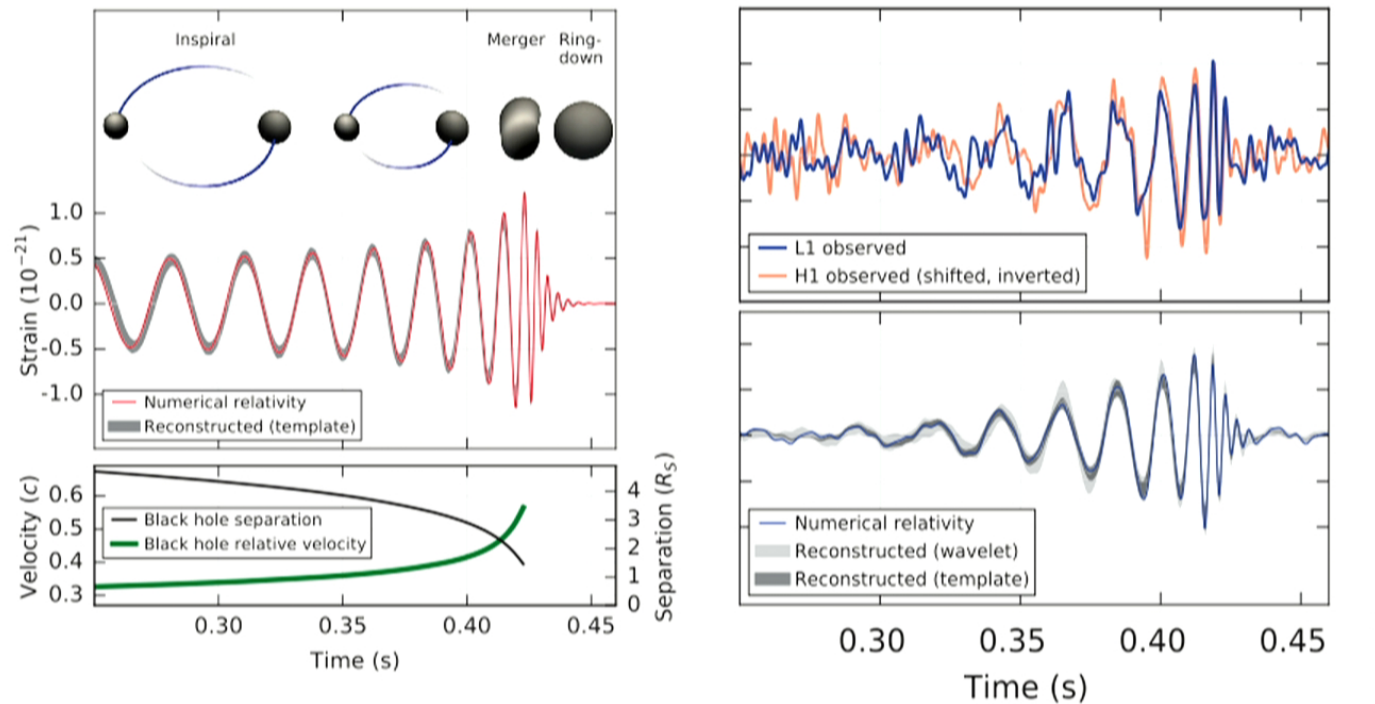 Inspiral
Merger
Ring-
down
Strain (10⁻²¹)
1.0
0.5
0.0
-0.5
-1.0
Numerical relativity
Reconstructed (template)
Velocity (c)
0.6
0.5
0.4
0.3
Black hole separation
Black hole relative velocity
4
3
2
1
0
Separation (R_S)
0.30 0.35 0.40 0.45
Time (s)
L1 observed
H1 observed (shifted, inverted)
Numerical relativity
Reconstructed (wavelet)
Reconstructed (template)
0.30 0.35 0.40 0.45
Time (s)